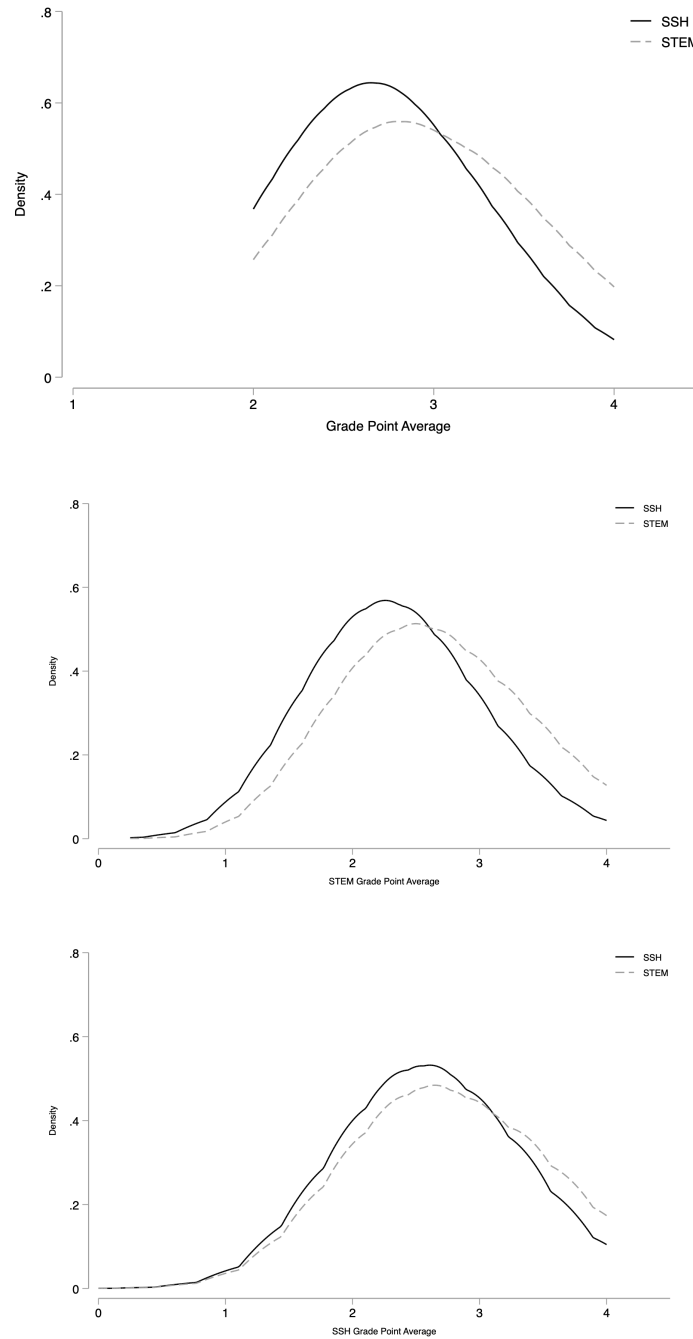 SSH
STEM
.8
.6
.4
.2
0
Density
1 2 3 4
Grade Point Average
SSH
STEM
.8
.6
.4
.2
0
Density
0 1 2 3 4
STEM Grade Point Average
SSH
STEM
.8
.6
.4
.2
0
Density
0 1 2 3 4
SSH Grade Point Average